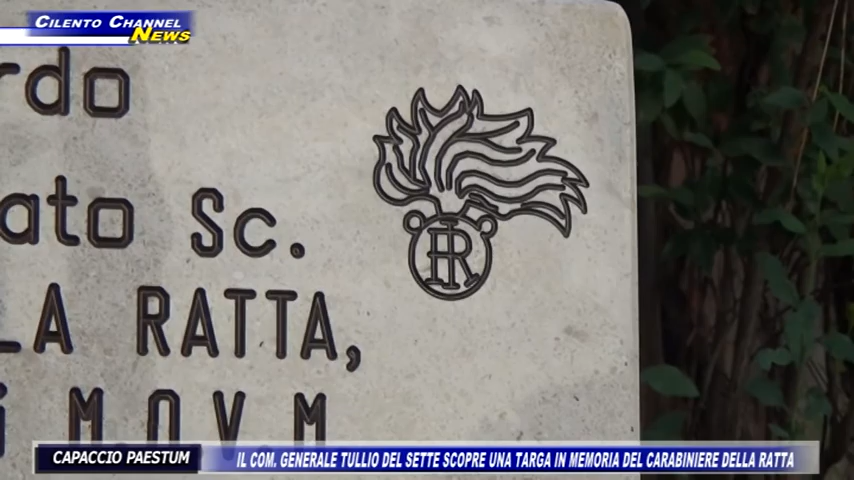 CILENTO CHANNEL
NEWS
rdo
ato Sc.
LA RATTA,
i M.O.V.M
RI
CAPACCIO PAESTUM
IL COM. GENERALE TULLIO DEL SETTE SCOPRE UNA TARGA IN MEMORIA DEL CARABINIERE DELLA RATTA